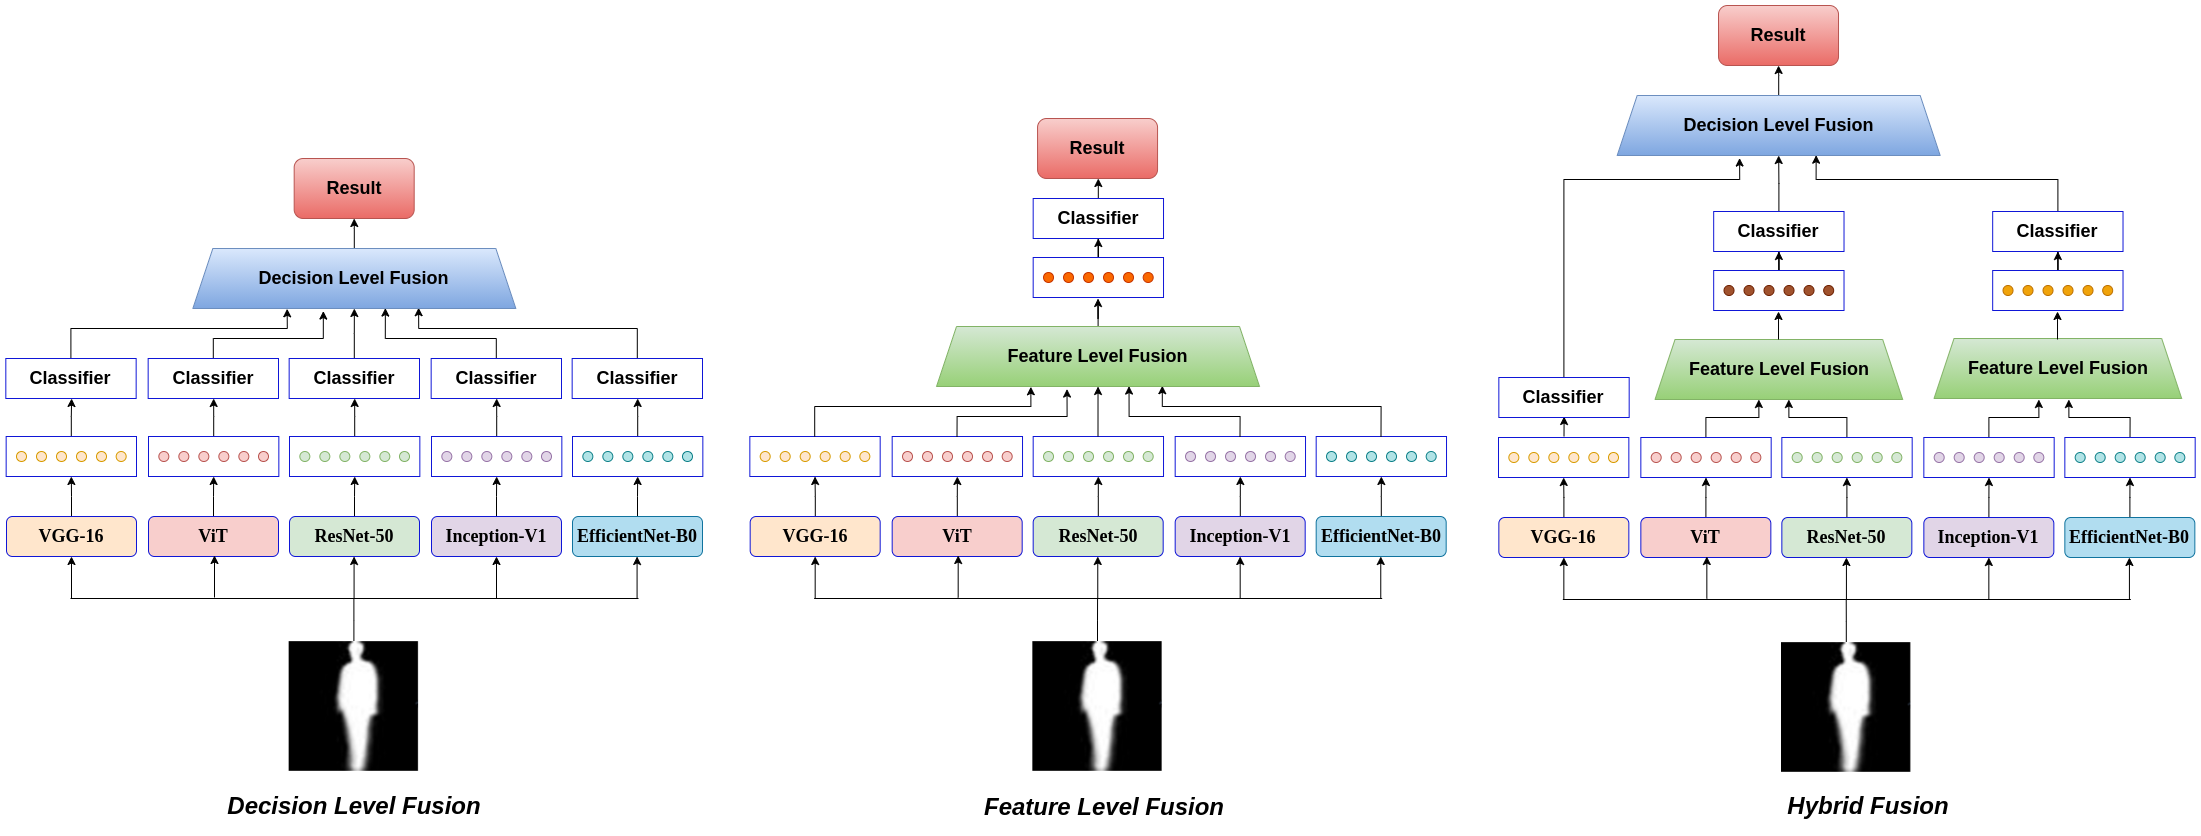 Result
Decision Level Fusion
Classifier Classifier Classifier Classifier Classifier
VGG-16 ViT ResNet-50 Inception-V1 EfficientNet-B0
Decision Level Fusion
Result
Classifier
Feature Level Fusion
VGG-16 ViT ResNet-50 Inception-V1 EfficientNet-B0
Feature Level Fusion
Result
Decision Level Fusion
Classifier Classifier
Feature Level Fusion Feature Level Fusion
Classifier
VGG-16 ViT ResNet-50 Inception-V1 EfficientNet-B0
Hybrid Fusion